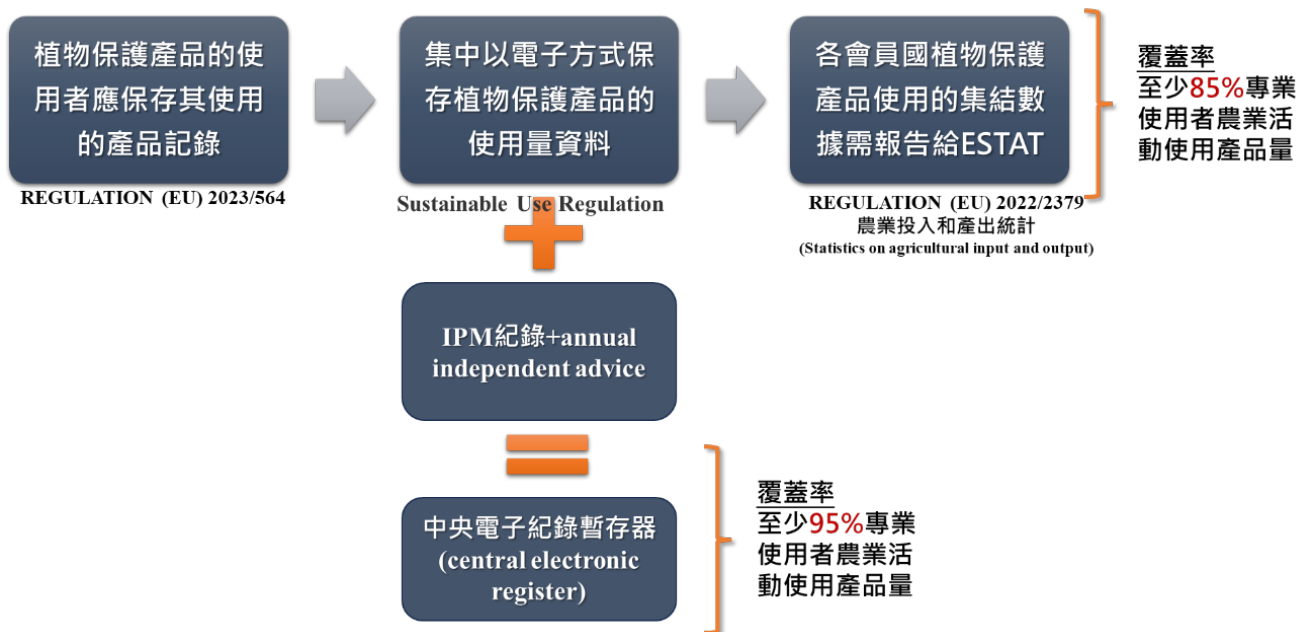 植物保護產品的使
用者應保存其使用
的產品記錄
REGULATION (EU) 2023/564
集中以電子方式保
存植物保護產品的
使用量資料
Sustainable Use Regulation
各會員國植物保護
產品使用的集結數
據需報告給ESTAT
REGULATION (EU) 2022/2379
農業投入和產出統計
(Statistics on agricultural input and output)
覆蓋率
至少85%專業
使用者農業活
動使用產品量
IPM紀錄+annual
independent advice
中央電子紀錄暫存器
(central electronic
register)
覆蓋率
至少95%專業
使用者農業活
動使用產品量